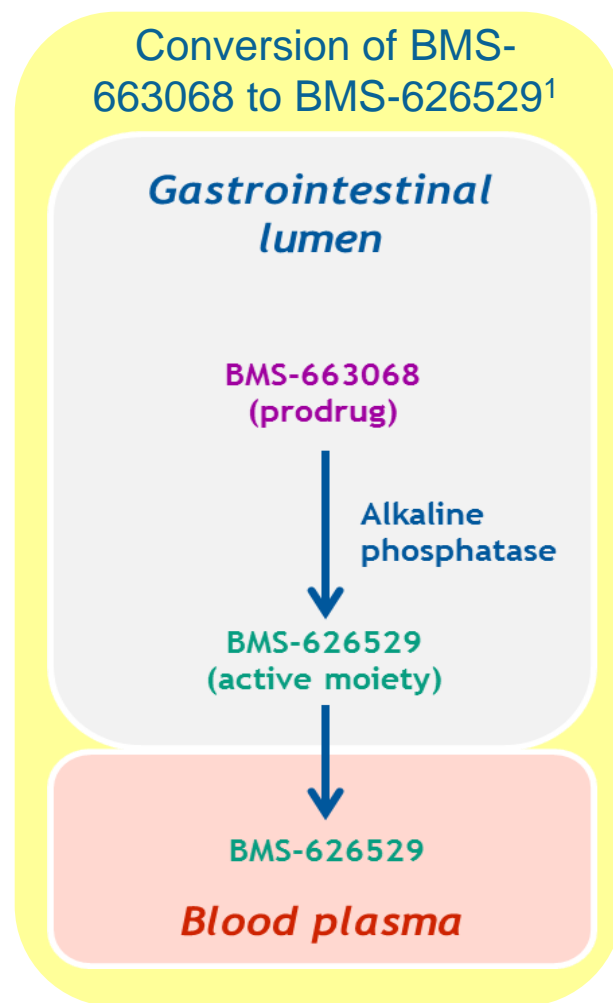 Conversion of BMS-
663068 to BMS-626529¹
Gastrointestinal
lumen
BMS-663068
(prodrug)
Alkaline
phosphatase
BMS-626529
(active moiety)
BMS-626529
Blood plasma